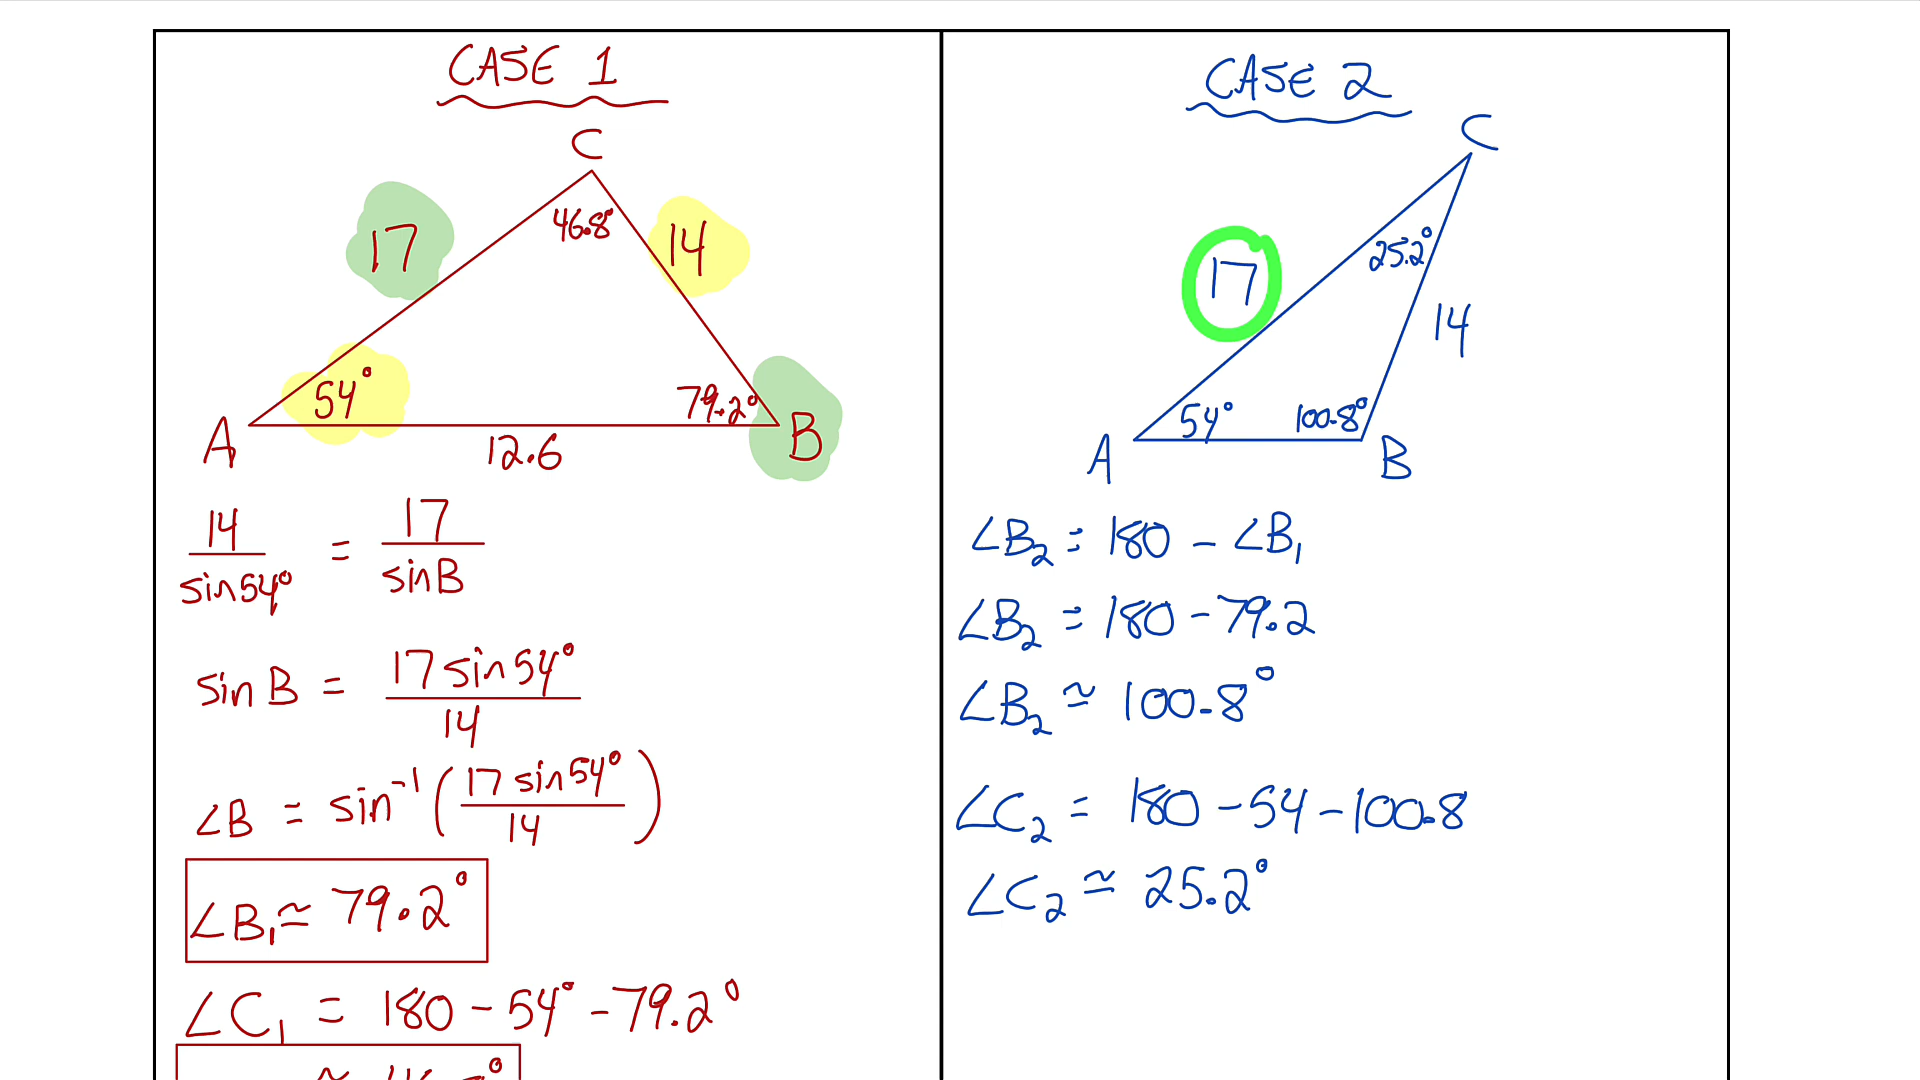 CASE 1
C
46.8°
17
14
54°
79.2°
A
B
12.6
14/sin54° = 17/sinB
sin B = 17 sin 54°/14
∠B = sin⁻¹(17 sin 54°/14)
∠B₁ ≃ 79.2°
∠C₁ = 180 - 54° - 79.2°
CASE 2
C
25.2°
17
14
54°
100.8°
A
B
∠B₂ = 180 - ∠B₁
∠B₂ = 180 - 79.2
∠B₂ ≃ 100.8°
∠C₂ = 180 - 54 - 100.8
∠C₂ ≃ 25.2°